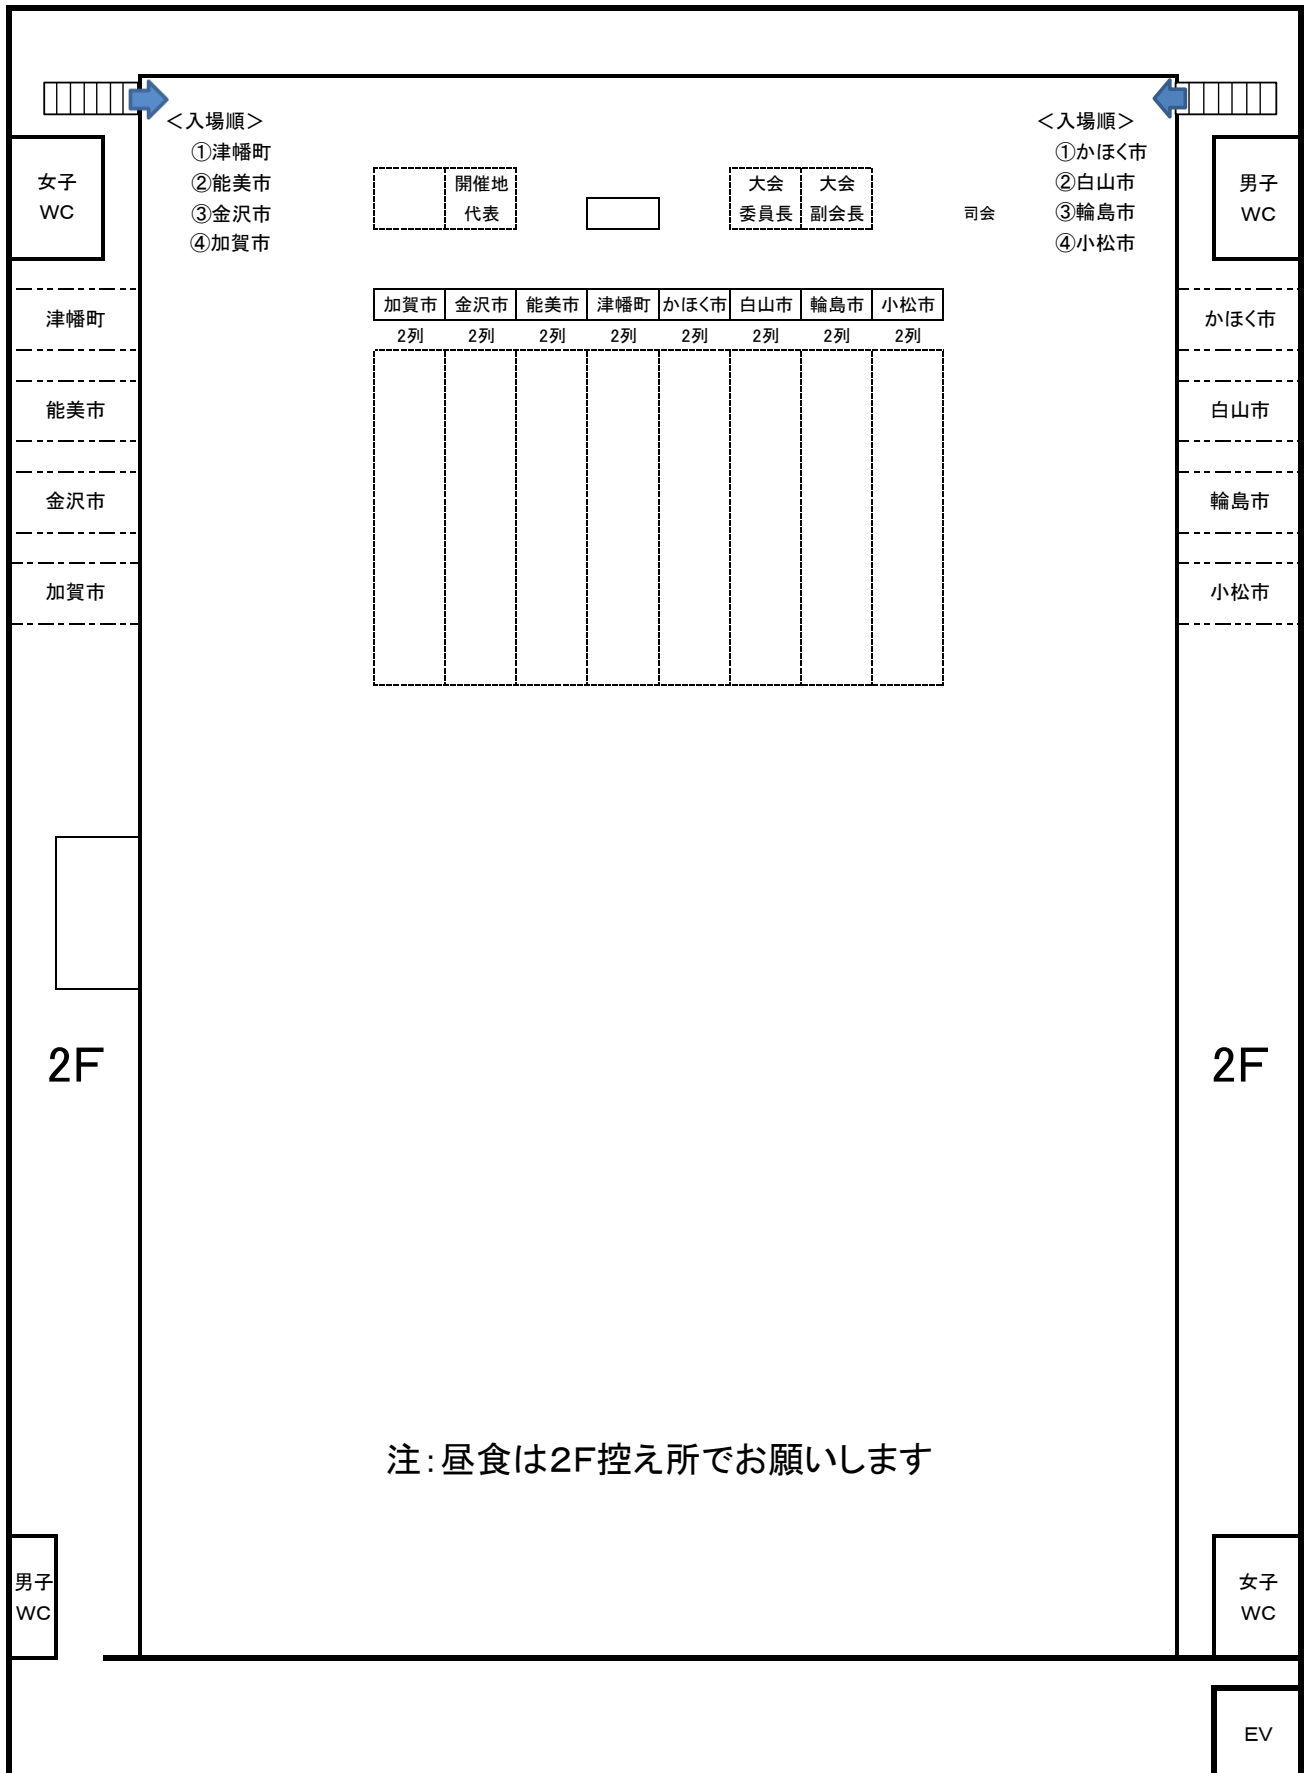 ＜入場順＞
①津幡町
②能美市
③金沢市
④加賀市
＜入場順＞
①かほく市
②白山市
③輪島市
④小松市
女子
WC
開催地
代表
大会
委員長
大会
副会長
司会
男子
WC
加賀市 金沢市 能美市 津幡町 かほく市 白山市 輪島市 小松市
2列 2列 2列 2列 2列 2列 2列 2列
津幡町
能美市
金沢市
加賀市
かほく市
白山市
輪島市
小松市
2F
2F
注：昼食は2F控え所でお願いします
男子
WC
女子
WC
EV